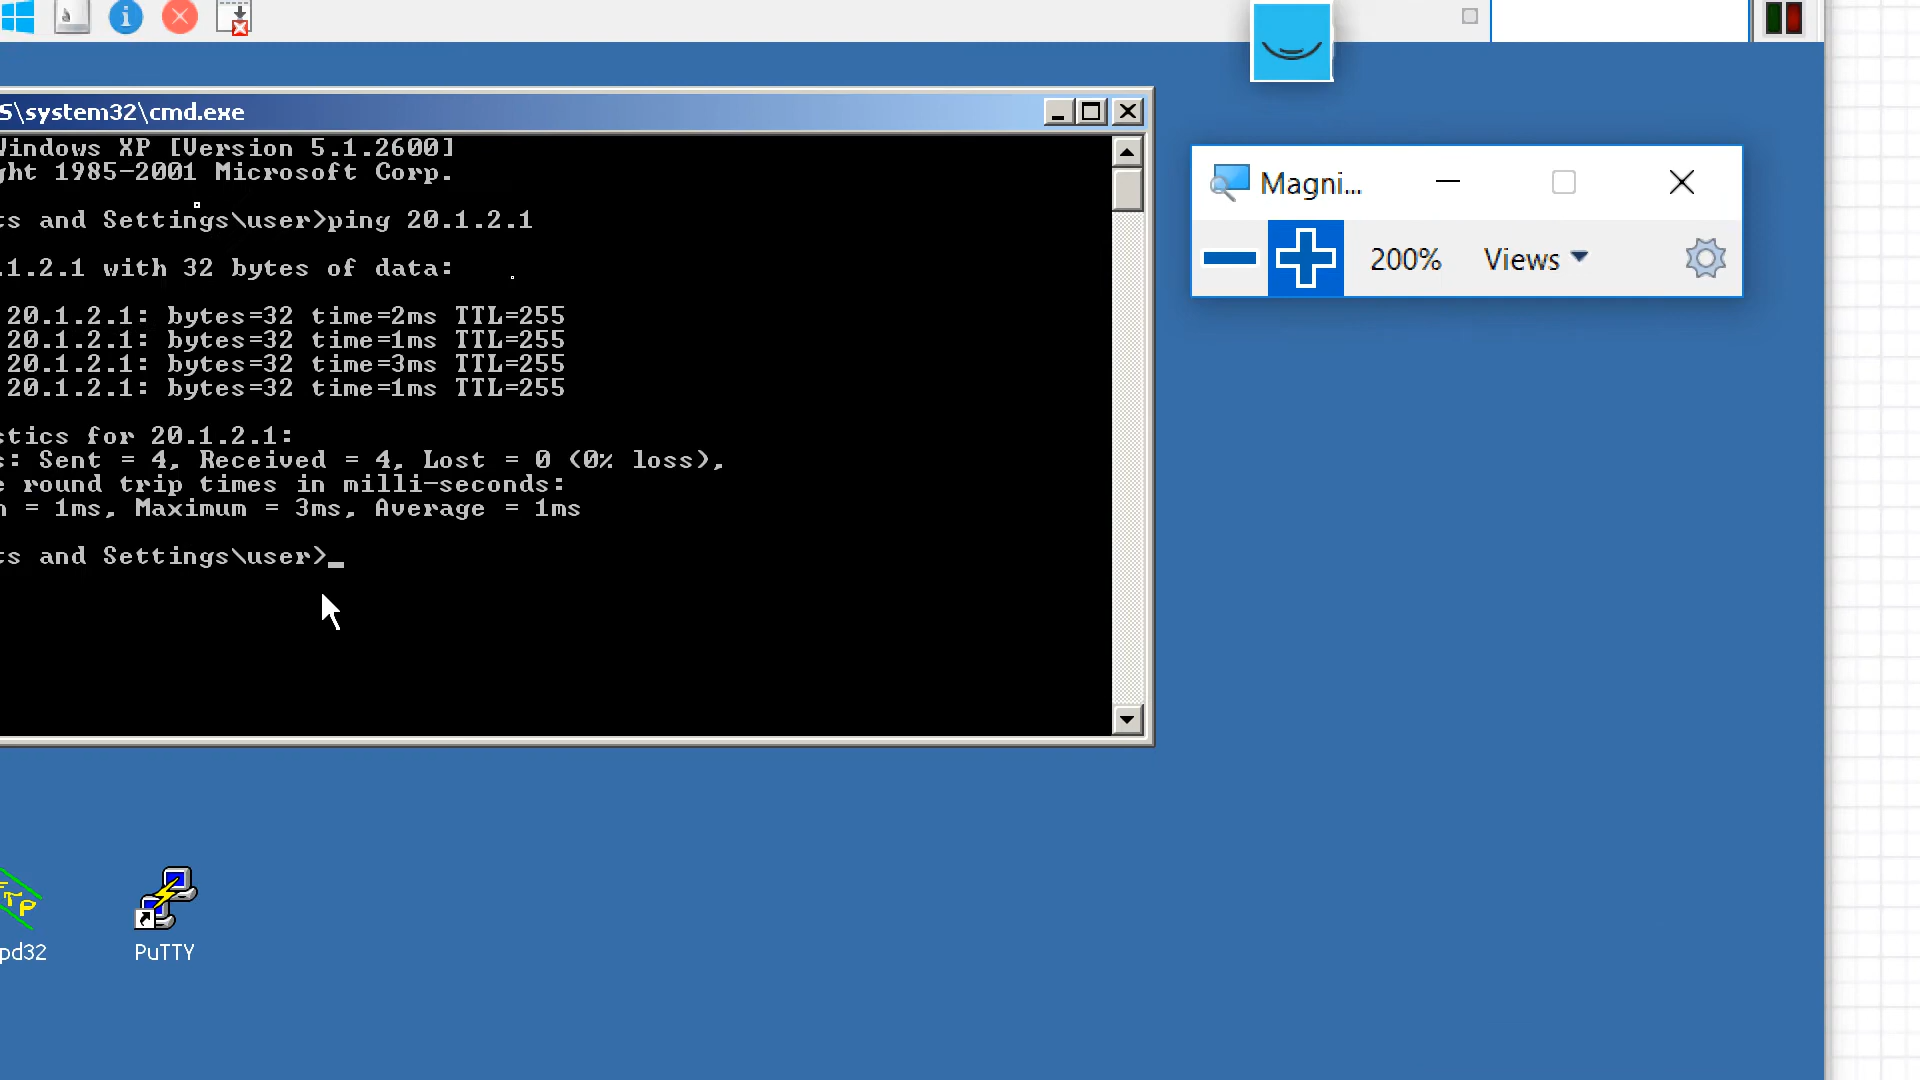 S\system32\cmd.exe
Windows XP [Version 5.1.2600]
ght 1985-2001 Microsoft Corp.
ts and Settings\user>ping 20.1.2.1
.1.2.1 with 32 bytes of data:
20.1.2.1: bytes=32 time=2ms TTL=255
20.1.2.1: bytes=32 time=1ms TTL=255
20.1.2.1: bytes=32 time=3ms TTL=255
20.1.2.1: bytes=32 time=1ms TTL=255
stics for 20.1.2.1:
s: Sent = 4, Received = 4, Lost = 0 (0% loss),
e round trip times in milli-seconds:
n = 1ms, Maximum = 3ms, Average = 1ms
ts and Settings\user>_
Magni...
200% Views
TP
pd32
PuTTY